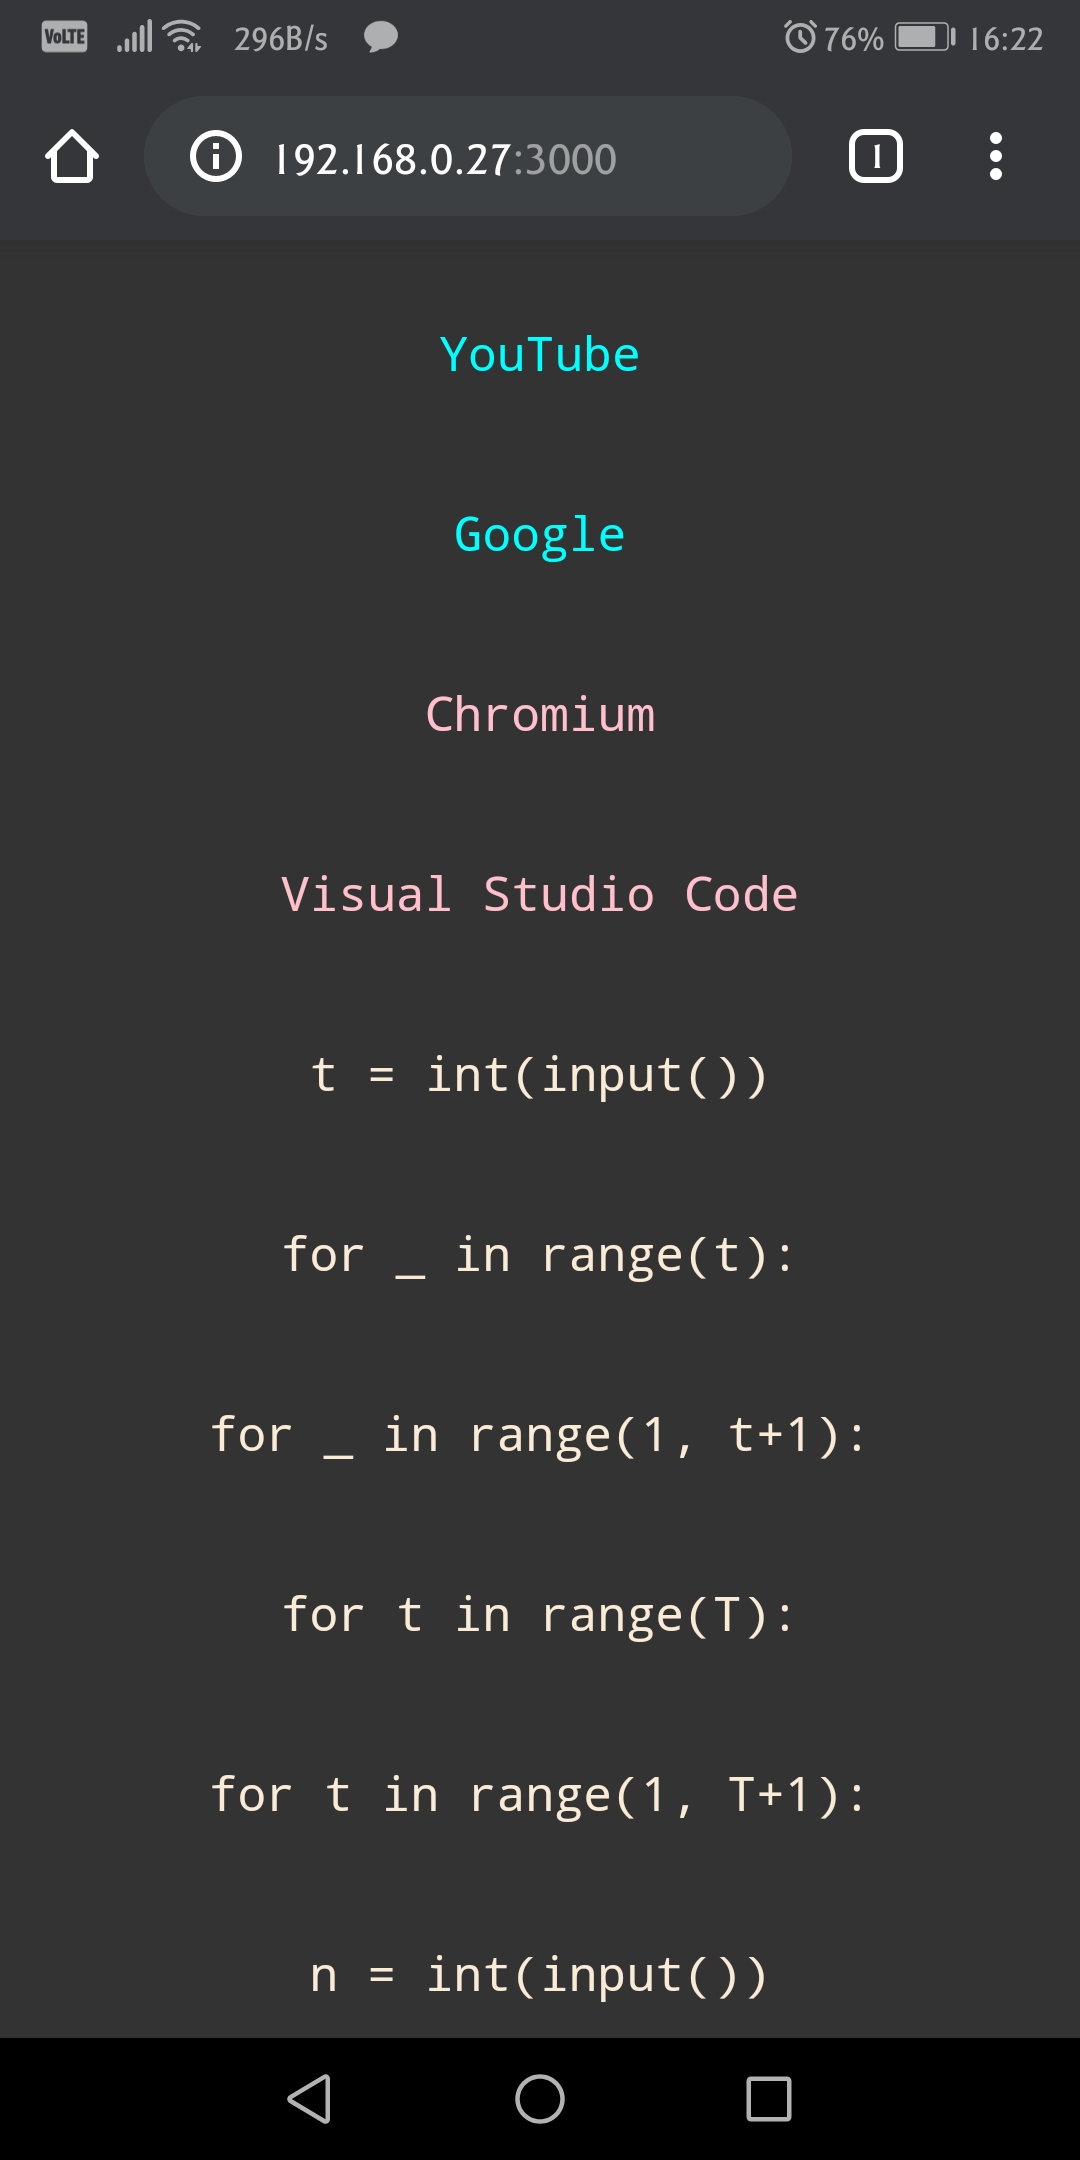 VoLTE 296B/s 76% 16:22
192.168.0.27:3000 1
YouTube
Google
Chromium
Visual Studio Code
t = int(input())
for _ in range(t):
for _ in range(1, t+1):
for t in range(T):
for t in range(1, T+1):
n = int(input())